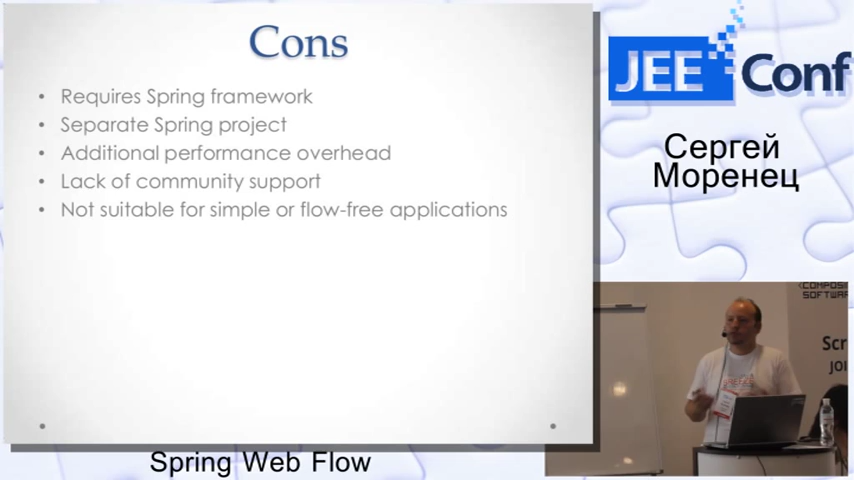 Cons
• Requires Spring framework
• Separate Spring project
• Additional performance overhead
• Lack of community support
• Not suitable for simple or flow-free applications
JEE Conf
Сергей
Моренец
Spring Web Flow